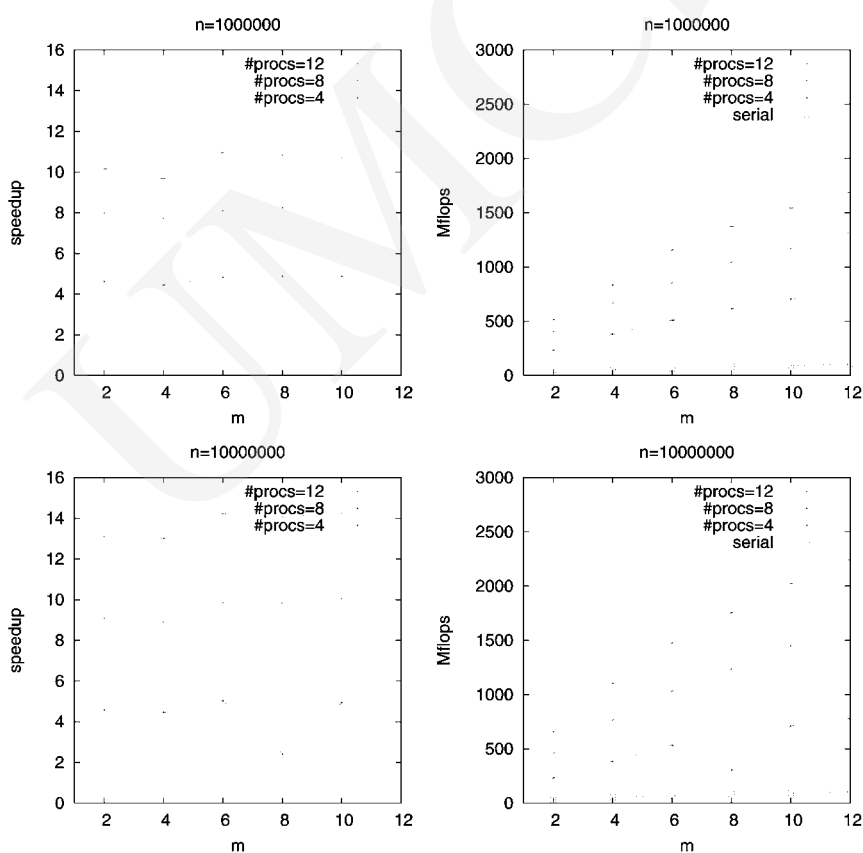 n=1000000
16
14
12
10
8
6
4
2
0
speedup
#procs=12
#procs=8
#procs=4
2 4 6 8 10 12
m
n=1000000
3000
2500
2000
1500
1000
500
0
Mflops
#procs=12
#procs=8
#procs=4
serial
2 4 6 8 10 12
m
n=10000000
16
14
12
10
8
6
4
2
0
speedup
#procs=12
#procs=8
#procs=4
2 4 6 8 10 12
m
n=10000000
3000
2500
2000
1500
1000
500
0
Mflops
#procs=12
#procs=8
#procs=4
serial
2 4 6 8 10 12
m
UMC